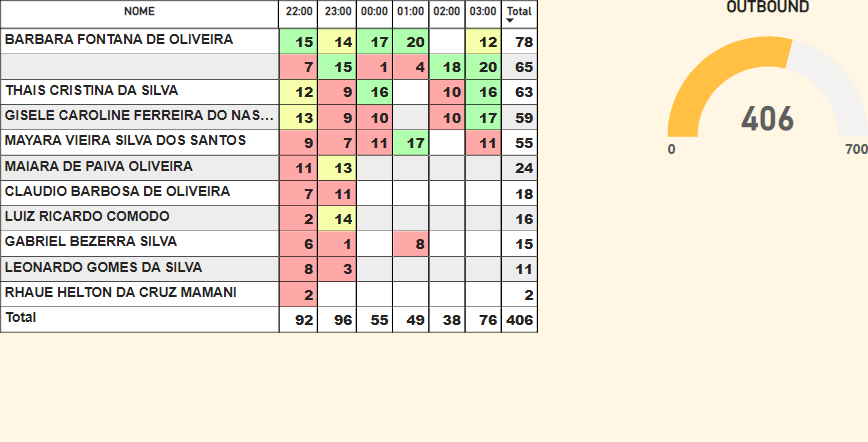 NOME 22:00 23:00 00:00 01:00 02:00 03:00 Total
BARBARA FONTANA DE OLIVEIRA 15 14 17 20 12 78
7 15 1 4 18 20 65
THAIS CRISTINA DA SILVA 12 9 16 10 16 63
GISELE CAROLINE FERREIRA DO NAS... 13 9 10 10 17 59
MAYARA VIEIRA SILVA DOS SANTOS 9 7 11 17 11 55
MAIARA DE PAIVA OLIVEIRA 11 13 24
CLAUDIO BARBOSA DE OLIVEIRA 7 11 18
LUIZ RICARDO COMODO 2 14 16
GABRIEL BEZERRA SILVA 6 1 8 15
LEONARDO GOMES DA SILVA 8 3 11
RHAUE HELTON DA CRUZ MAMANI 2 2
Total 92 96 55 49 38 76 406
OUTBOUND
406
0 700